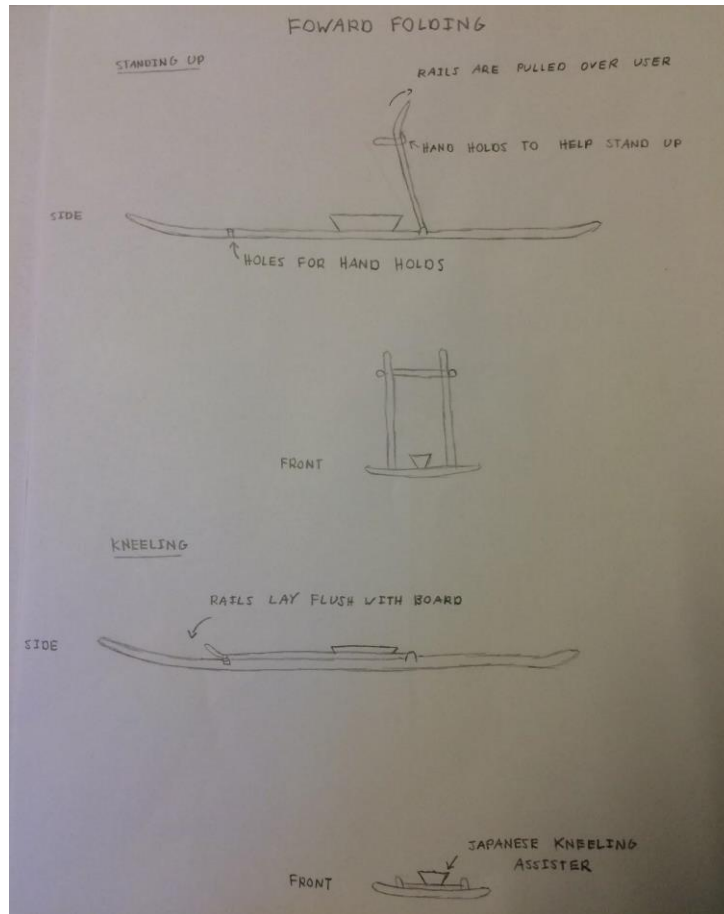 FOWARD FOLDING
STANDING UP
RAILS ARE PULLED OVER USER
HAND HOLDS TO HELP STAND UP
SIDE
HOLES FOR HAND HOLDS
FRONT
KNEELING
RAILS LAY FLUSH WITH BOARD
SIDE
JAPANESE KNEELING
ASSISTER
FRONT